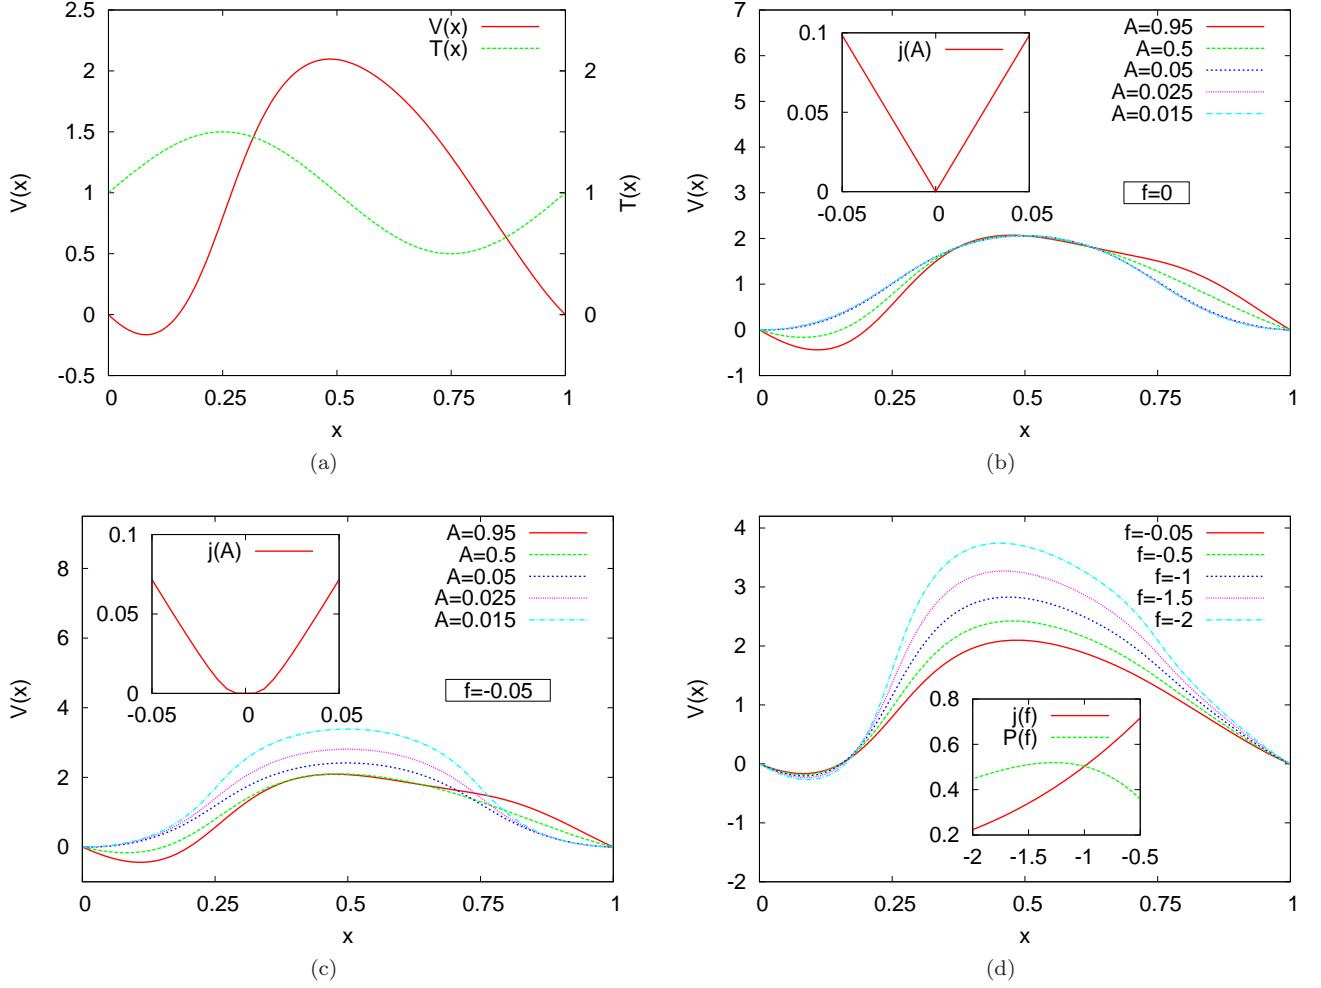 V(x)
T(x)
2.5
2
1.5
1
0.5
0
-0.5
2
1
0
V(x)
T(x)
0 0.25 0.5 0.75 1
x
(a)
7
6
5
4
3
2
1
0
-1
V(x)
A=0.95
A=0.5
A=0.05
A=0.025
A=0.015
0.1
0.05
0
j(A)
-0.05 0 0.05
f=0
0 0.25 0.5 0.75 1
x
(b)
8
6
4
2
0
V(x)
A=0.95
A=0.5
A=0.05
A=0.025
A=0.015
0.1
0.05
0
j(A)
-0.05 0 0.05
f=-0.05
0 0.25 0.5 0.75 1
x
(c)
4
3
2
1
0
-1
-2
V(x)
f=-0.05
f=-0.5
f=-1
f=-1.5
f=-2
0.8
0.6
0.4
0.2
j(f)
P(f)
-2 -1.5 -1 -0.5
0 0.25 0.5 0.75 1
x
(d)